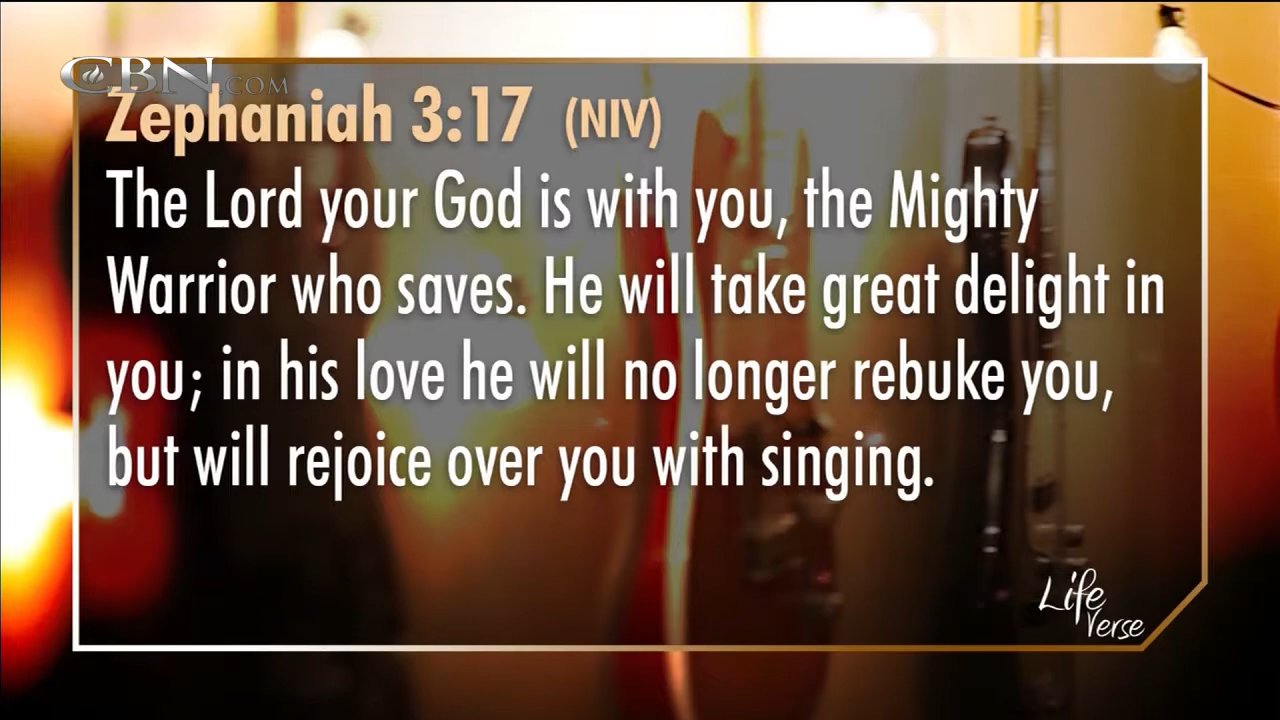 CBN.COM
Zephaniah 3:17 (NIV)
The Lord your God is with you, the Mighty
Warrior who saves. He will take great delight in
you; in his love he will no longer rebuke you,
but will rejoice over you with singing.
Life
Verse